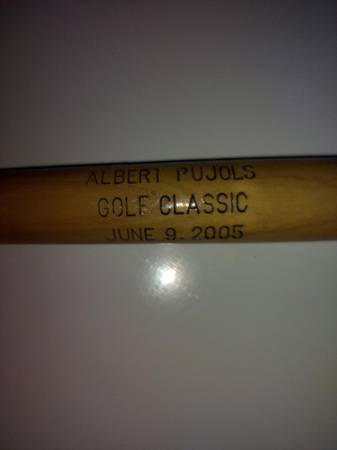 ALBERT PUJOLS
GOLF CLASSIC
JUNE 9, 2005